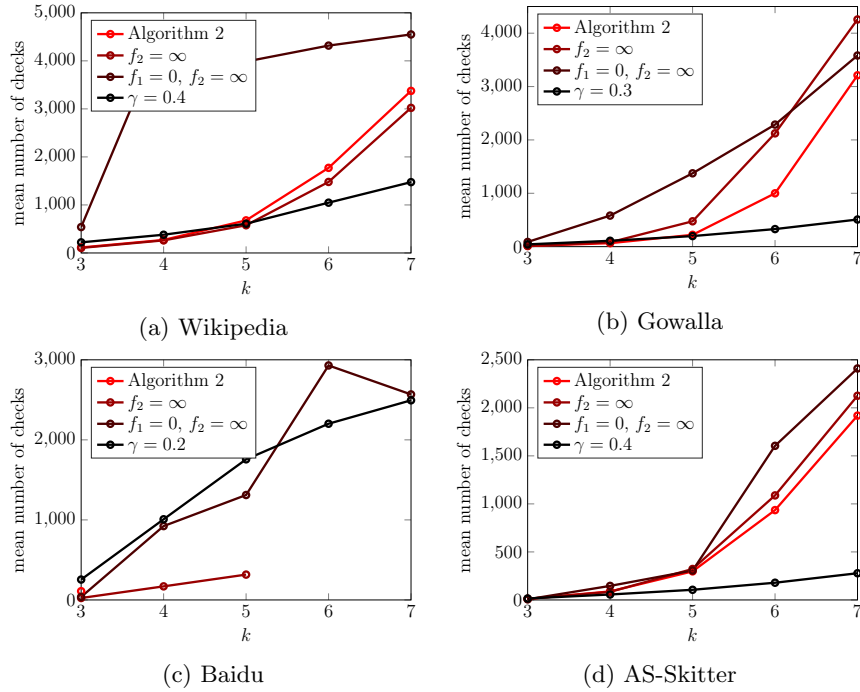 5,000
4,000
3,000
2,000
1,000
0
mean number of checks
Algorithm 2
f₂ = ∞
f₁ = 0, f₂ = ∞
γ = 0.4
3 4 5 6 7
k
(a) Wikipedia
4,000
3,000
2,000
1,000
0
mean number of checks
Algorithm 2
f₂ = ∞
f₁ = 0, f₂ = ∞
γ = 0.3
3 4 5 6 7
k
(b) Gowalla
3,000
2,000
1,000
0
mean number of checks
Algorithm 2
f₂ = ∞
f₁ = 0, f₂ = ∞
γ = 0.2
3 4 5 6 7
k
(c) Baidu
2,500
2,000
1,500
1,000
500
0
mean number of checks
Algorithm 2
f₂ = ∞
f₁ = 0, f₂ = ∞
γ = 0.4
3 4 5 6 7
k
(d) AS-Skitter